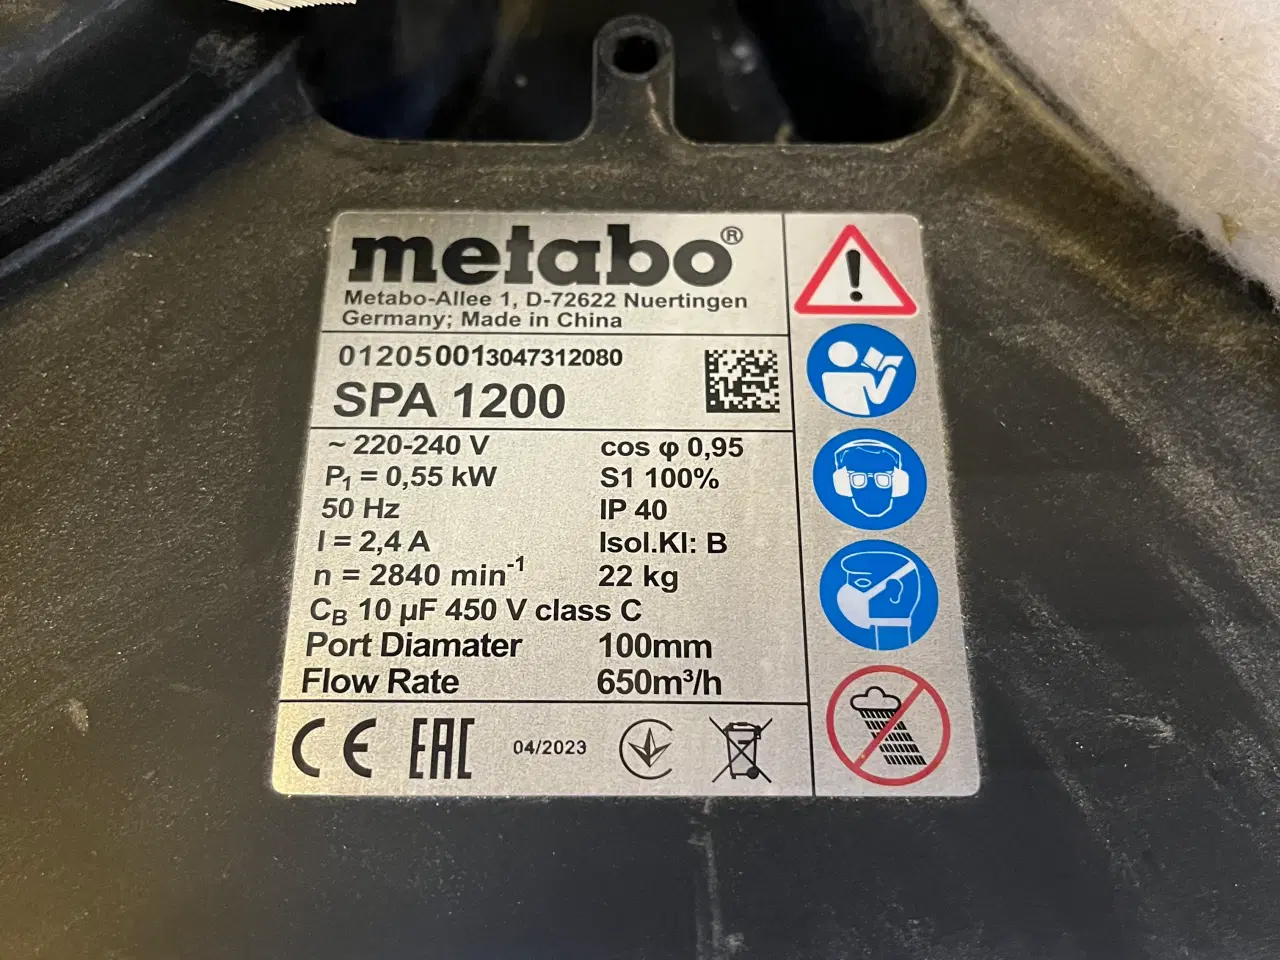 metabo®
Metabo-Allee 1, D-72622 Nuertingen
Germany; Made in China
012050013047312080
SPA 1200
~ 220-240 V cos φ 0,95
P₁ = 0,55 kW S1 100%
50 Hz IP 40
I = 2,4 A Isol.Kl: B
n = 2840 min⁻¹ 22 kg
CB 10 µF 450 V class C
Port Diamater 100mm
Flow Rate 650m³/h
CE EAC 04/2023